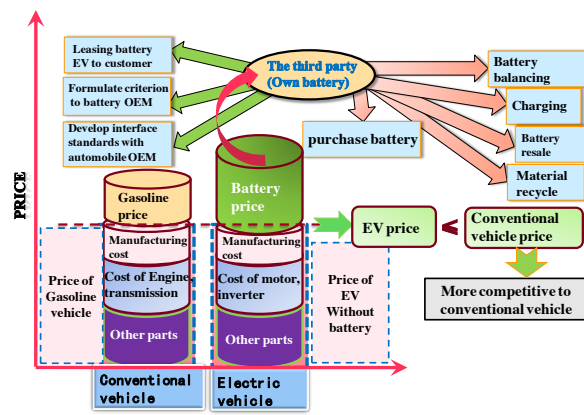 Leasing battery
EV to customer
Formulate criterion
to battery OEM
Develop interface
standards with
automobile OEM
The third party
(Own battery)
purchase battery
Battery
balancing
Charging
Battery
resale
Material
recycle
PRICE
Gasoline
price
Manufacturing
cost
Cost of Engine,
transmission
Other parts
Battery
price
Manufacturing
cost
Cost of motor,
inverter
Other parts
Price of
Gasoline
vehicle
Price of
EV
Without
battery
EV price
<
Conventional
vehicle price
More competitive to
conventional vehicle
Conventional
vehicle
Electric
vehicle